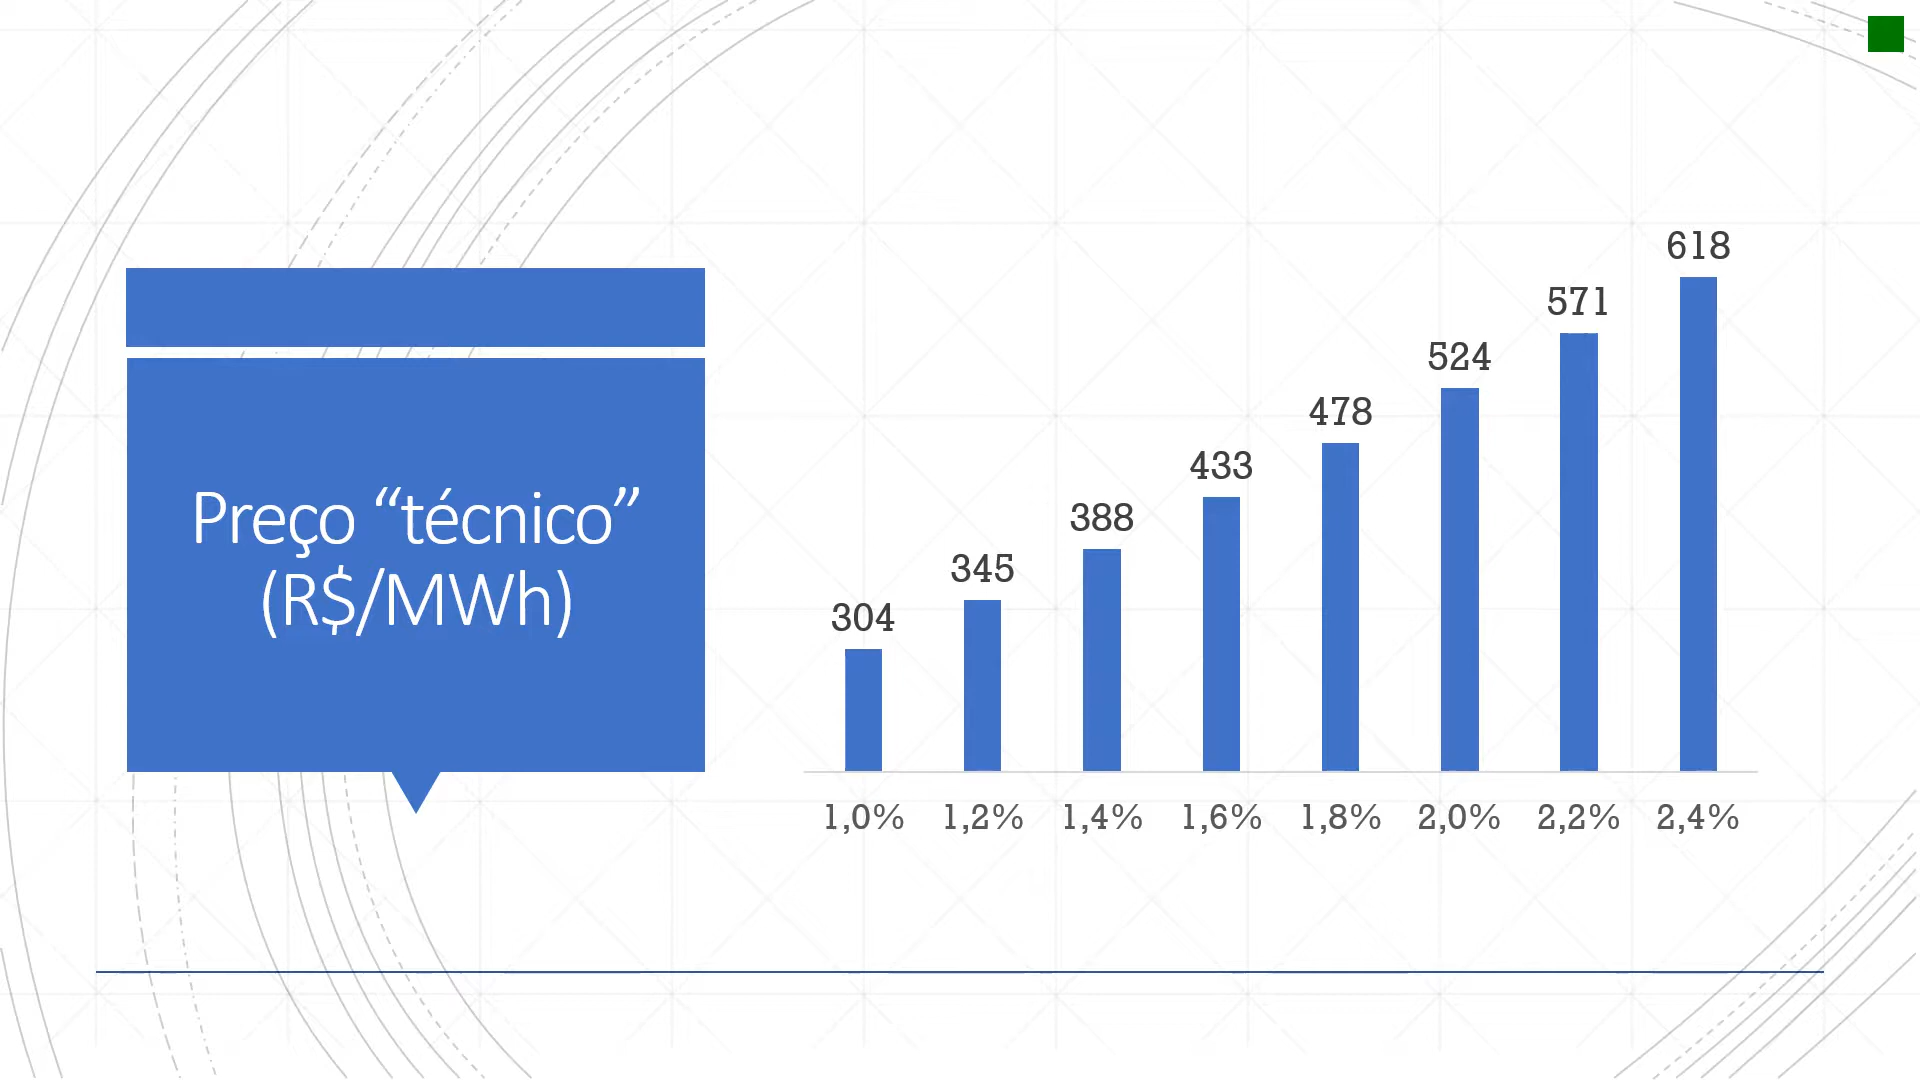 Preço “técnico”
(R$/MWh)
304
345
388
433
478
524
571
618
1,0% 1,2% 1,4% 1,6% 1,8% 2,0% 2,2% 2,4%